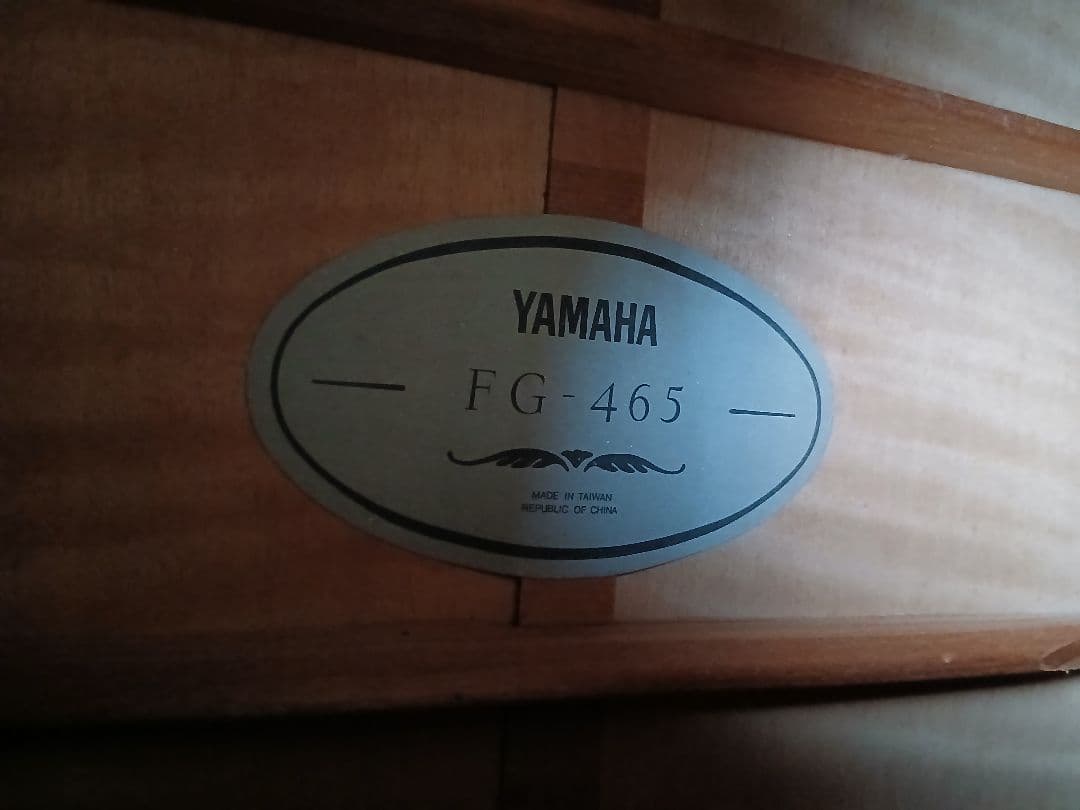 YAMAHA
FG-465
MADE IN TAIWAN
REPUBLIC OF CHINA